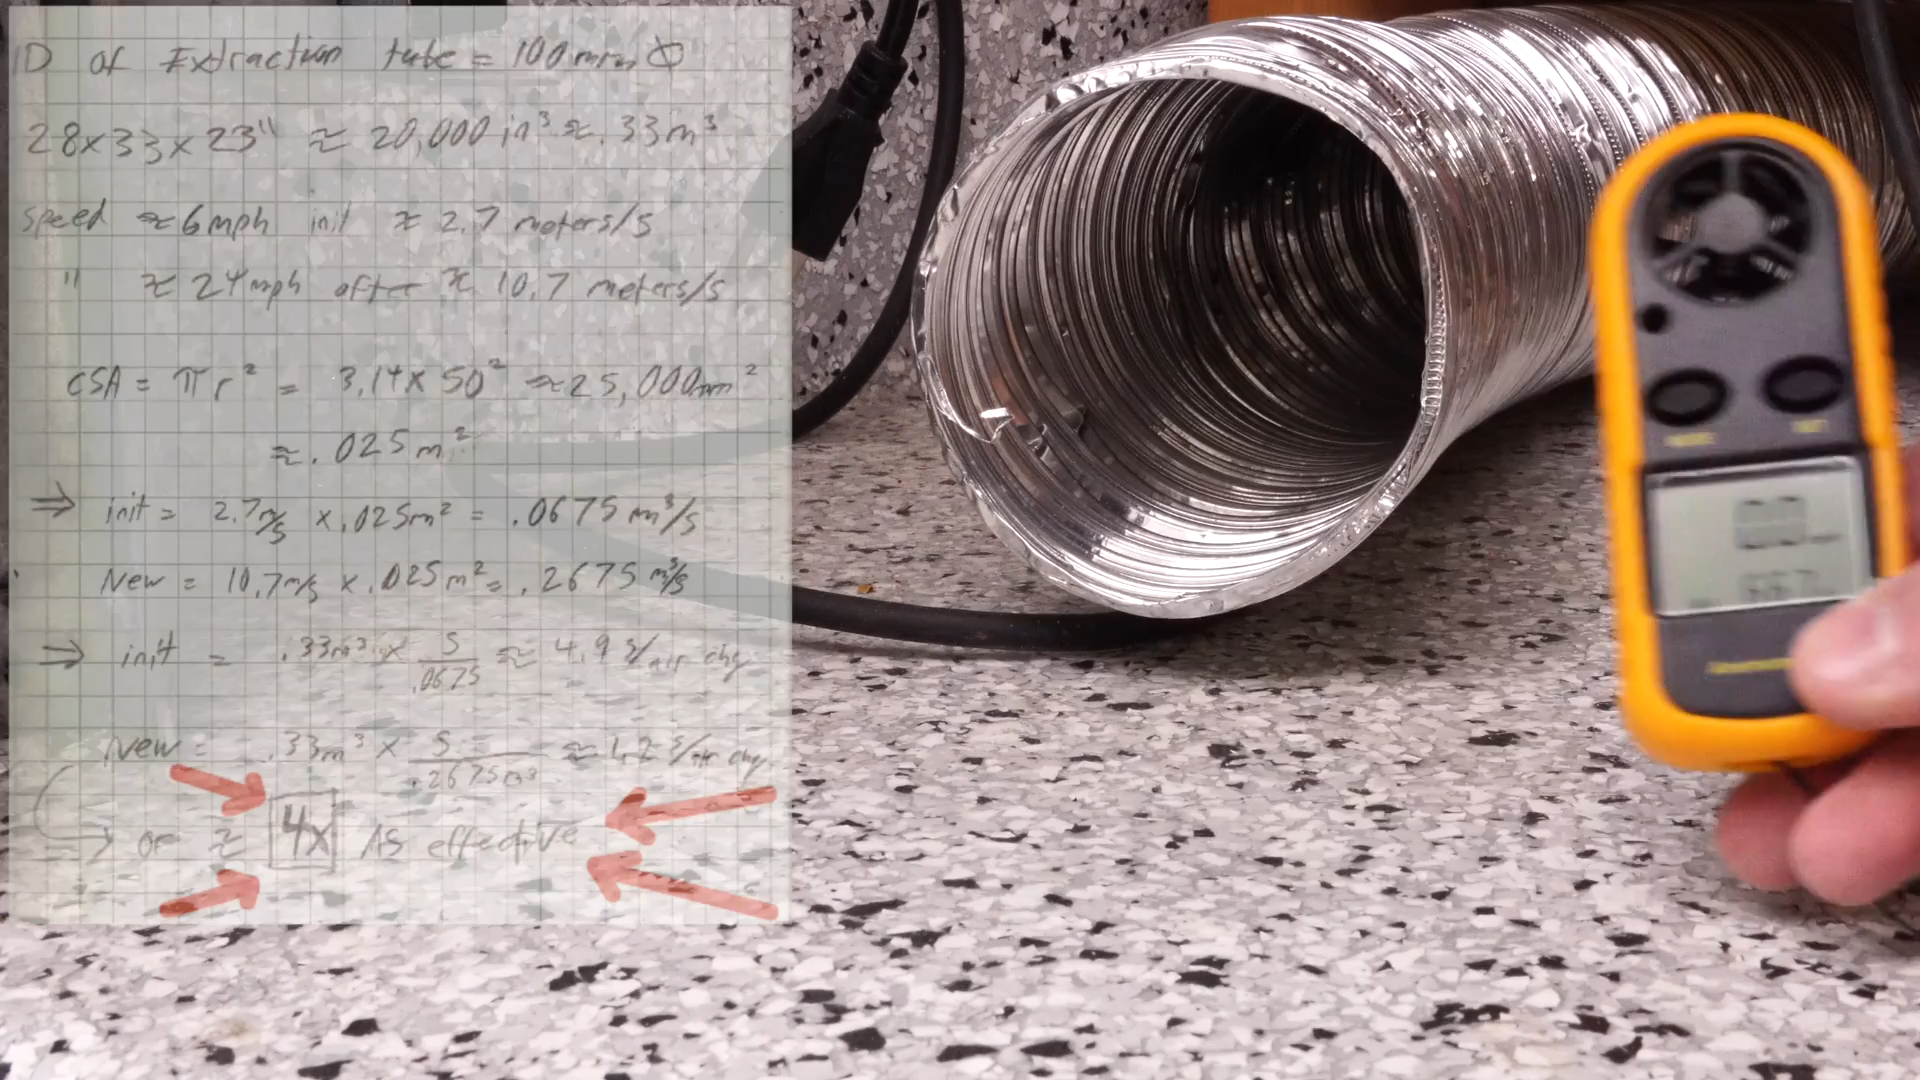 ID of Extraction tube = 100mm Ø
28x33x23" ≈ 20,000 in³ ≈ .33m³
speed ≈ 6mph init ≈ 2.7 meters/s
" ≈ 24mph after ≈ 10.7 meters/s
CSA = πr² = 3.14 x 50² ≈ 25,000mm²
≈ .025m²
⇒ init = 2.7m/s x .025m² = .0675 m³/s
New = 10.7m/s x .025m² = .2675 m³/s
⇒ init = .33m³ x s/.0675 ≈ 4.9 s/air chg
New = .33m³ x s/.2675m³ ≈ 1.2 s/air chg
→ or ≈ 4x AS effective